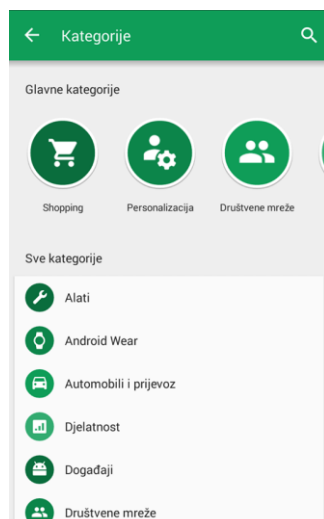 Kategorije
Glavne kategorije
Shopping
Personalizacija
Društvene mreže
Sve kategorije
Alati
Android Wear
Automobili i prijevoz
Djelatnost
Događaji
Društvene mreže